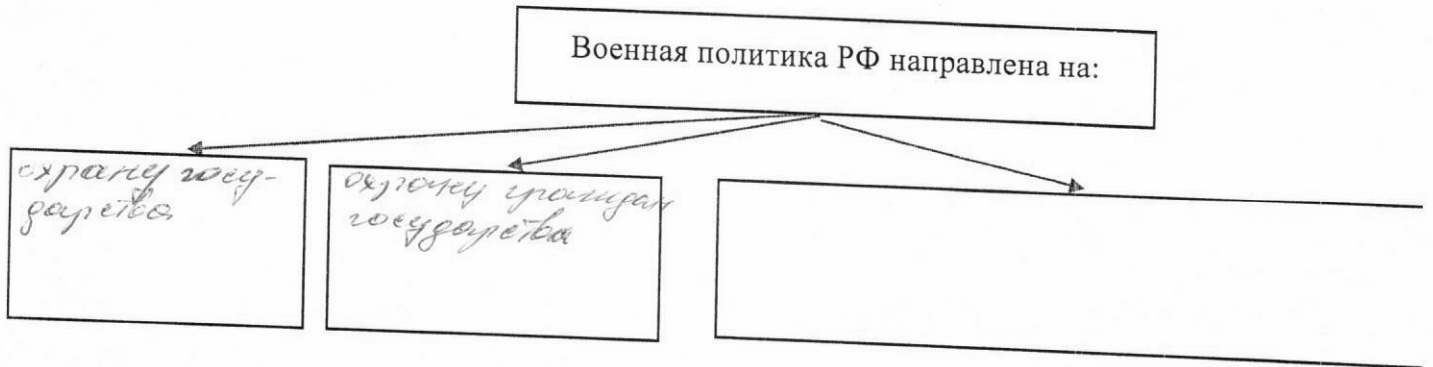 Военная политика РФ направлена на:
охрану госу-
дарства
охрану граждан
государства